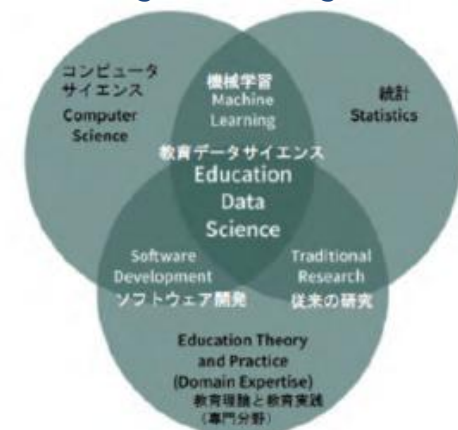 コンピュータ
サイエンス
Computer
Science
機械学習
Machine
Learning
統計
Statistics
教育データサイエンス
Education
Data
Science
Software
Development
ソフトウェア開発
Traditional
Research
従来の研究
Education Theory
and Practice
(Domain Expertise)
教育理論と教育実践
（専門分野）